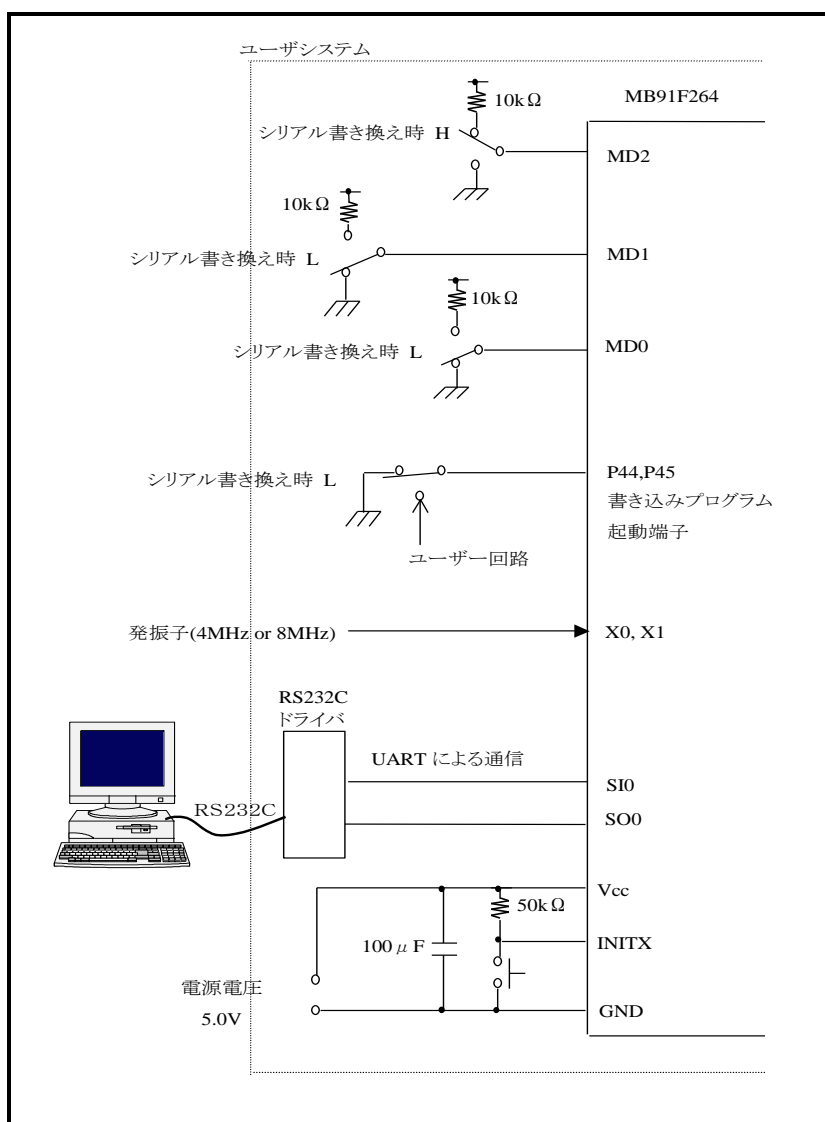 ユーザシステム
MB91F264
10kΩ
シリアル書き換え時 H
MD2
10kΩ
シリアル書き換え時 L
MD1
10kΩ
シリアル書き換え時 L
MD0
シリアル書き換え時 L
P44,P45
書き込みプログラム
起動端子
ユーザー回路
発振子(4MHz or 8MHz)
X0, X1
RS232C
ドライバ
UART による通信
SI0
RS232C
SO0
Vcc
50kΩ
100μF
INITX
電源電圧
5.0V
GND